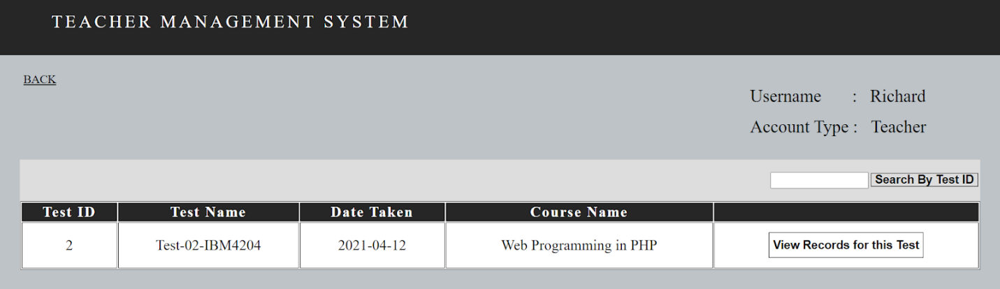 TEACHER MANAGEMENT SYSTEM
BACK
Username : Richard
Account Type : Teacher
Search By Test ID
Test ID Test Name Date Taken Course Name
2 Test-02-IBM4204 2021-04-12 Web Programming in PHP View Records for this Test